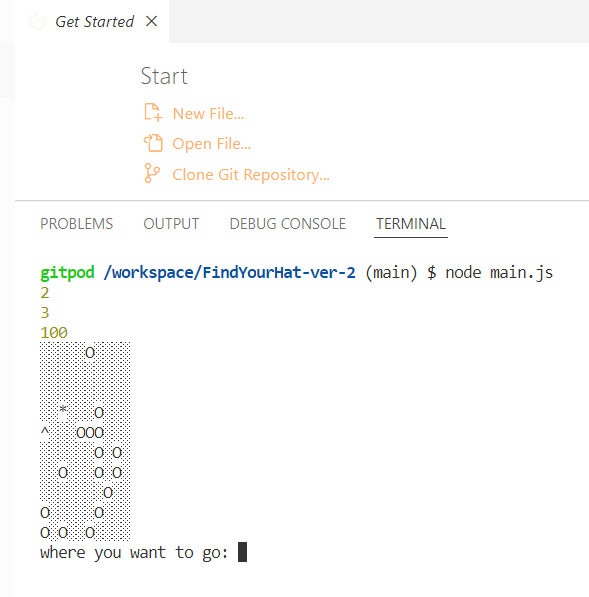 Get Started ×
Start
New File...
Open File...
Clone Git Repository...
PROBLEMS OUTPUT DEBUG CONSOLE TERMINAL
gitpod /workspace/FindYourHat-ver-2 (main) $ node main.js
2
3
100
░░░░░O░░░░
░░░░░░░░░░
░░░░░░░░░░
░░*░░░O░░░
^░░░OOO░░░
░░░░░░O░O░
░░O░░░O░O░
░░░░░░░O░░
O░░░░░O░░░
O░O░░O░░░░
where you want to go: